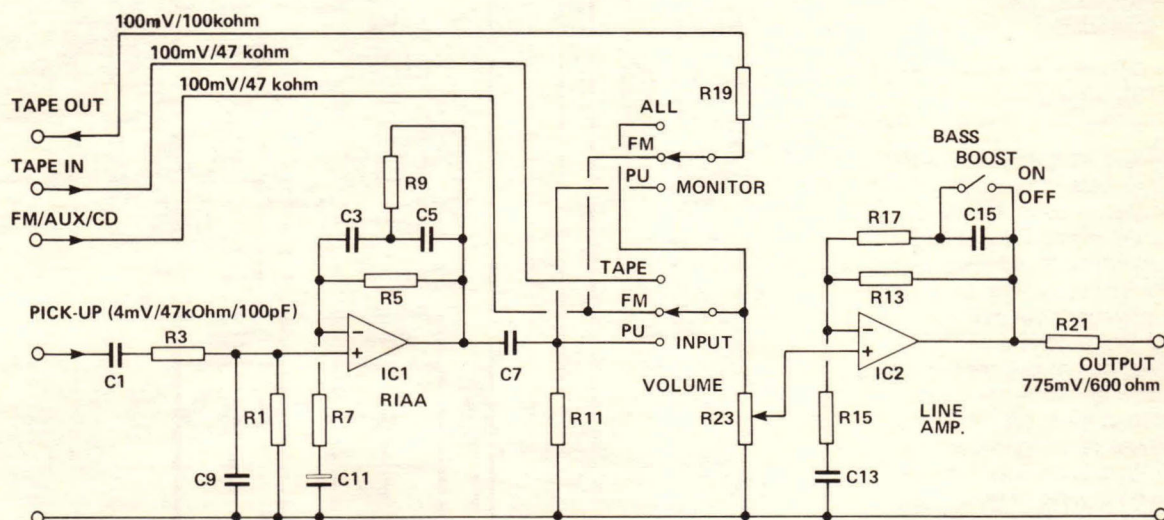 100mV/100kohm
100mV/47 kohm
100mV/47 kohm
TAPE OUT
TAPE IN
FM/AUX/CD
PICK-UP (4mV/47kOhm/100pF)
C1
R3
C9
R1
R7
C11
C3
C5
R9
R5
−
+
IC1
RIAA
C7
R11
R19
ALL
FM
PU
MONITOR
TAPE
FM
PU
INPUT
VOLUME
R23
BASS
BOOST
ON
OFF
R17
C15
R13
−
+
IC2
R15
C13
LINE
AMP.
R21
OUTPUT
775mV/600 ohm